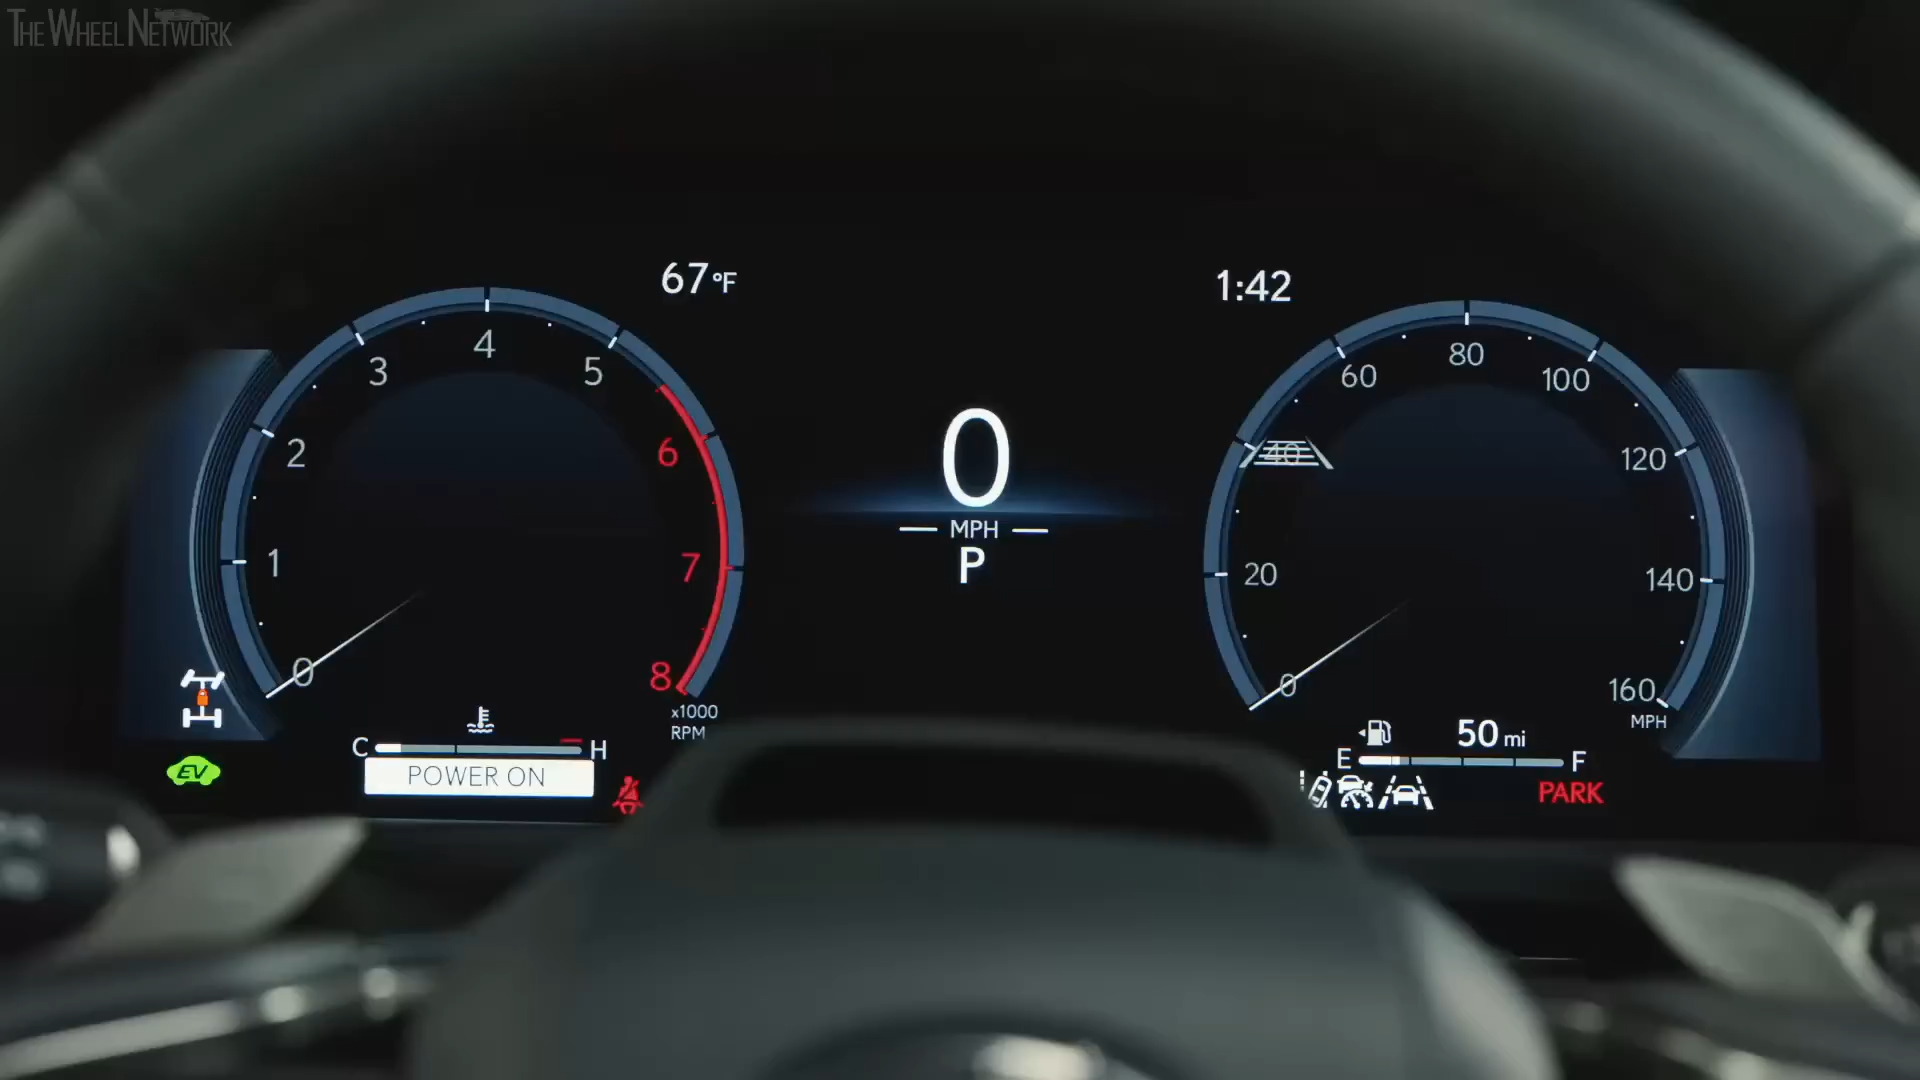 THE WHEEL NETWORK
67°F
1:42
0
1
2
3
4
5
6
7
8
x1000
RPM
0
MPH
P
0
20
40
60
80
100
120
140
160
MPH
C
H
POWER ON
EV
50 mi
E
F
PARK